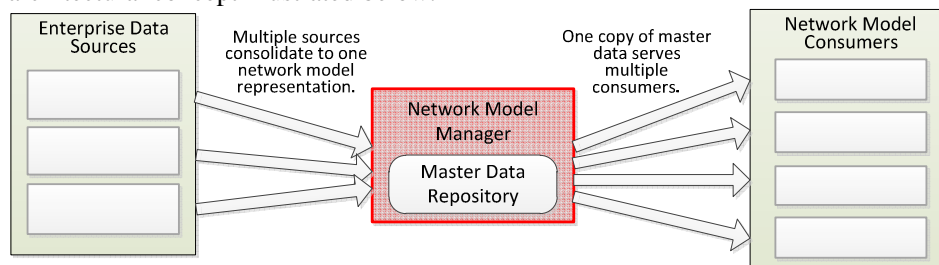 Enterprise Data
Sources
Multiple sources
consolidate to one
network model
representation.
Network Model
Manager
Master Data
Repository
One copy of master
data serves
multiple
consumers.
Network Model
Consumers